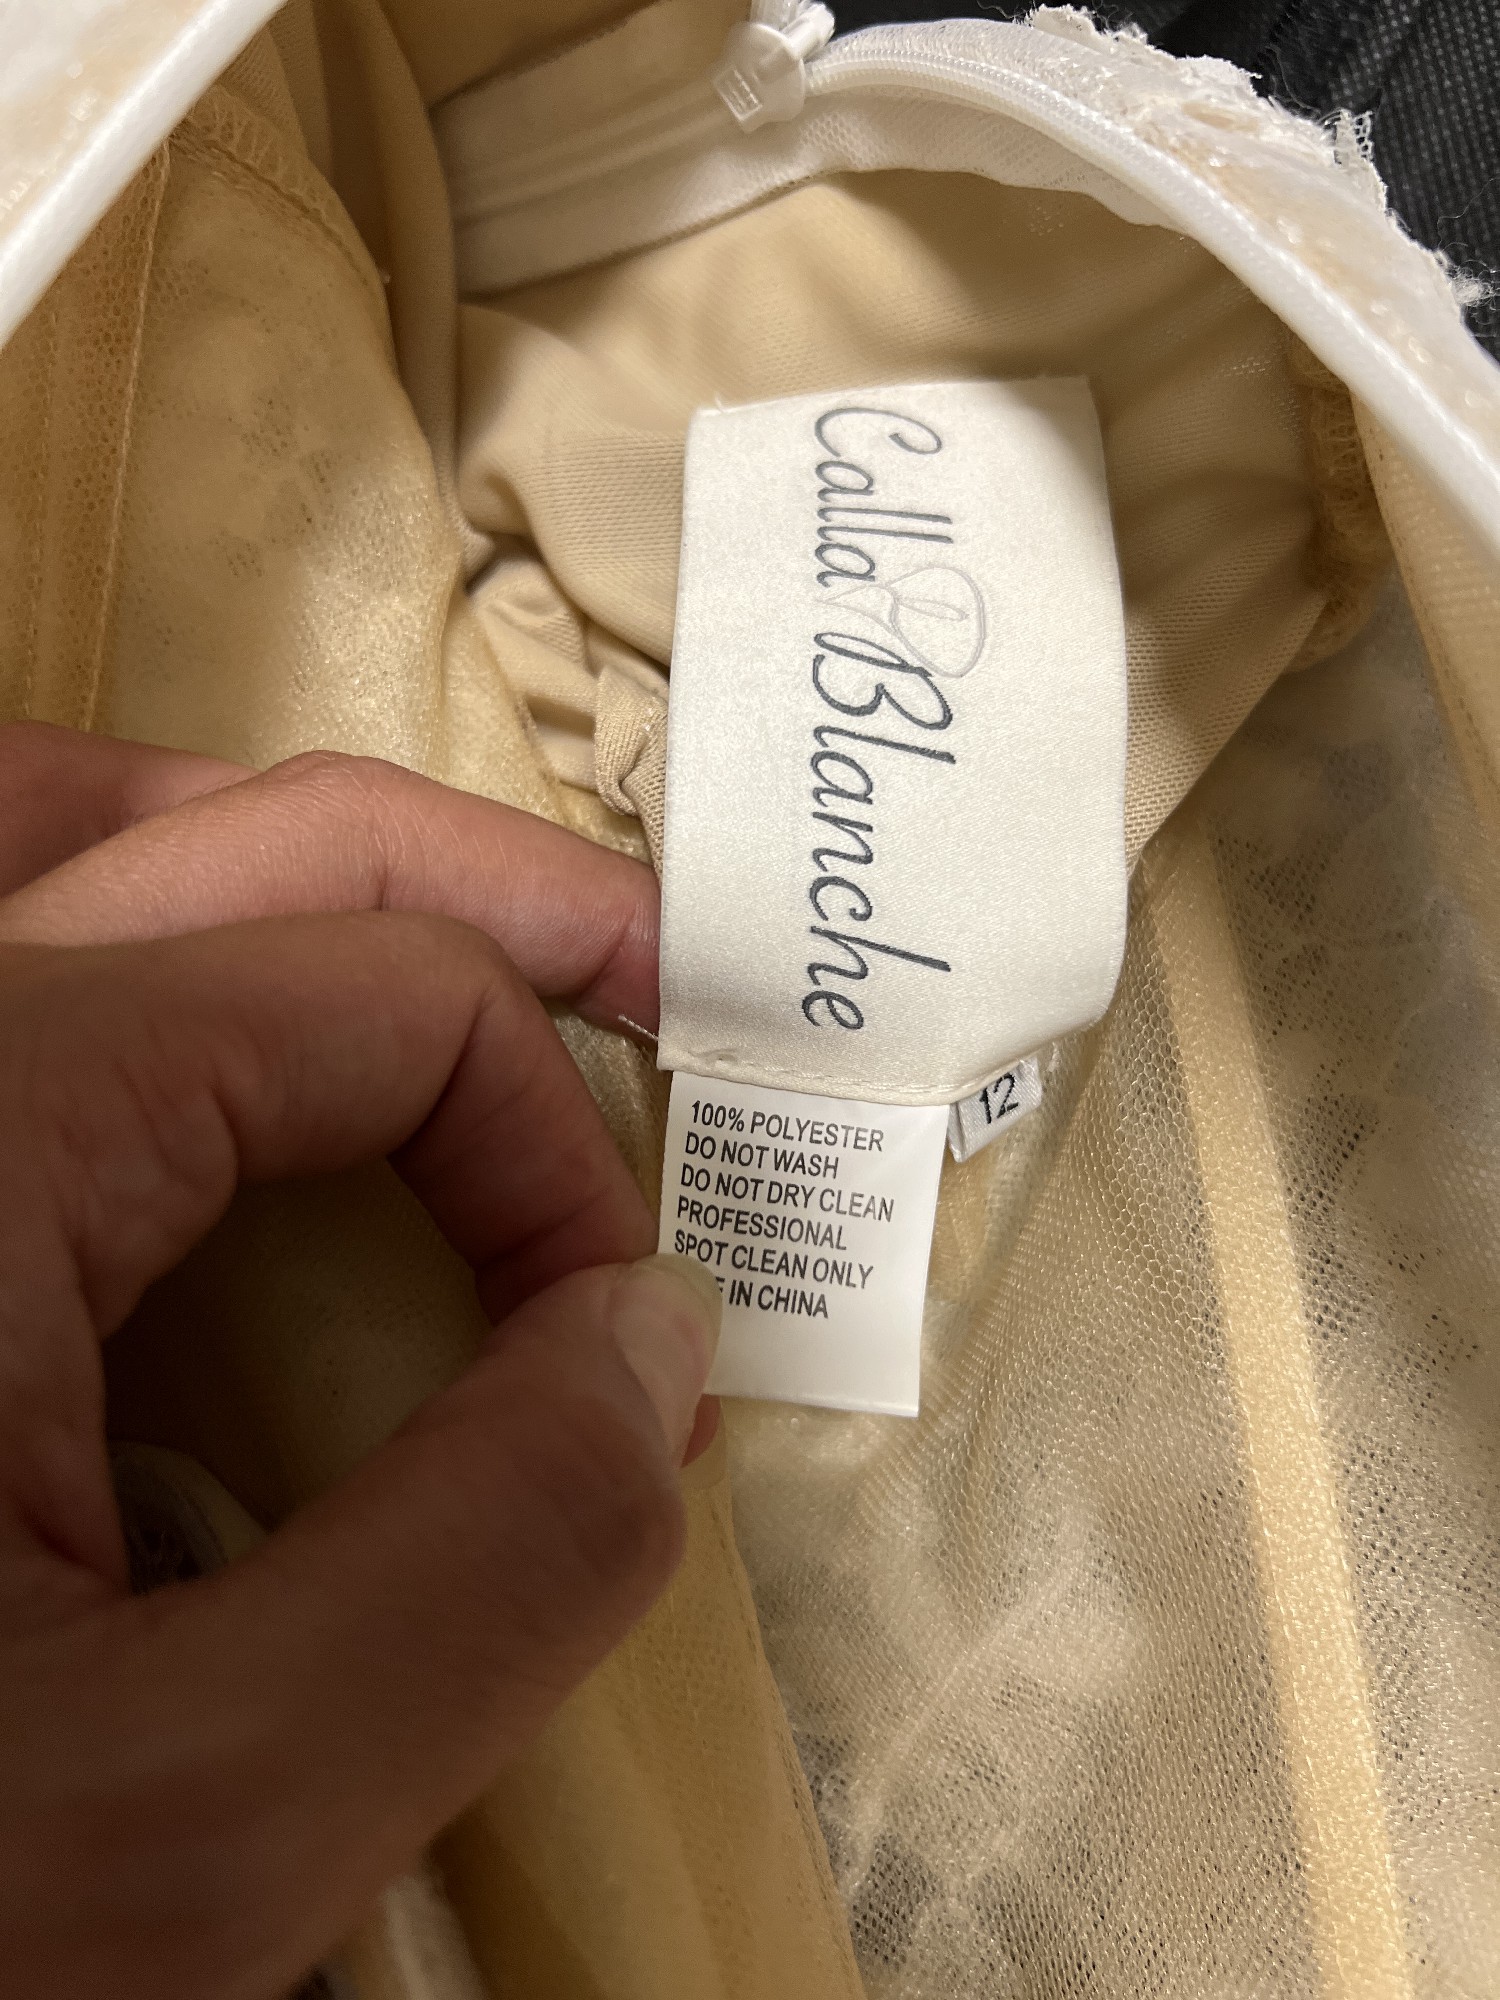 Calla Blanche
12
100% POLYESTER
DO NOT WASH
DO NOT DRY CLEAN
PROFESSIONAL
SPOT CLEAN ONLY
IN CHINA